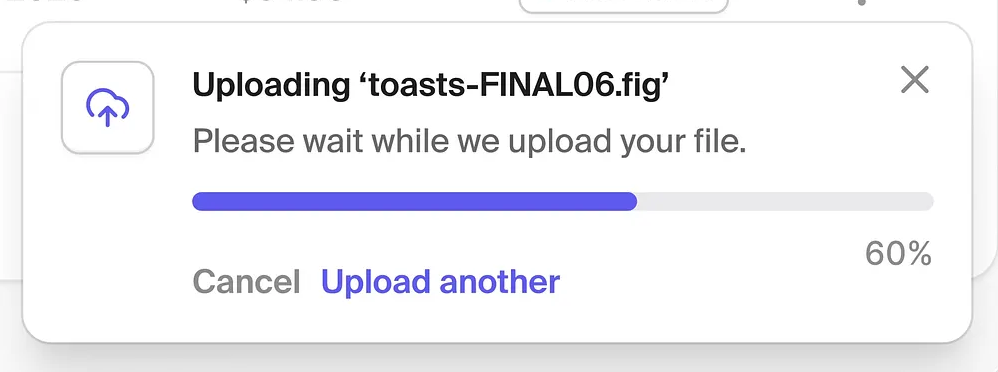 Uploading ‘toasts-FINAL06.fig’
Please wait while we upload your file.
60%
Cancel Upload another